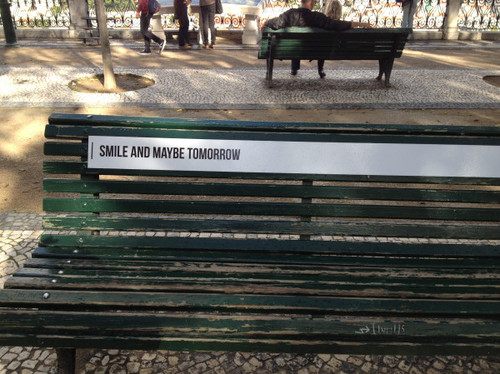 SMILE AND MAYBE TOMORROW